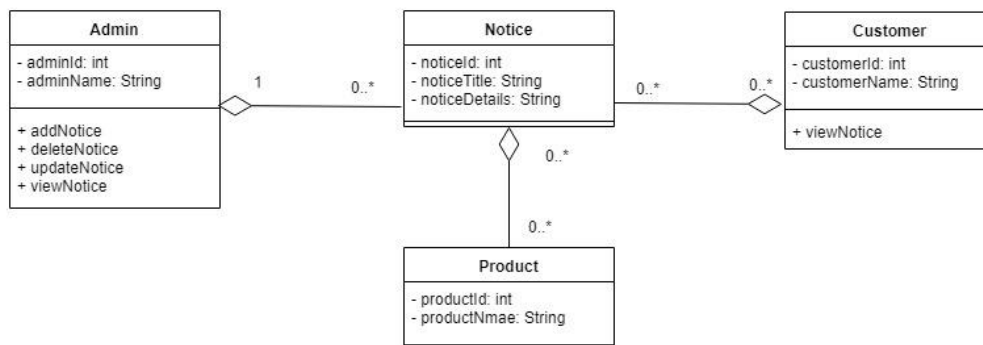 Admin
- adminId: int
- adminName: String
+ addNotice
+ deleteNotice
+ updateNotice
+ viewNotice
1
0..*
Notice
- noticeId: int
- noticeTitle: String
- noticeDetails: String
0..*
0..*
Customer
- customerId: int
- customerName: String
+ viewNotice
0..*
0..*
Product
- productId: int
- productNmae: String